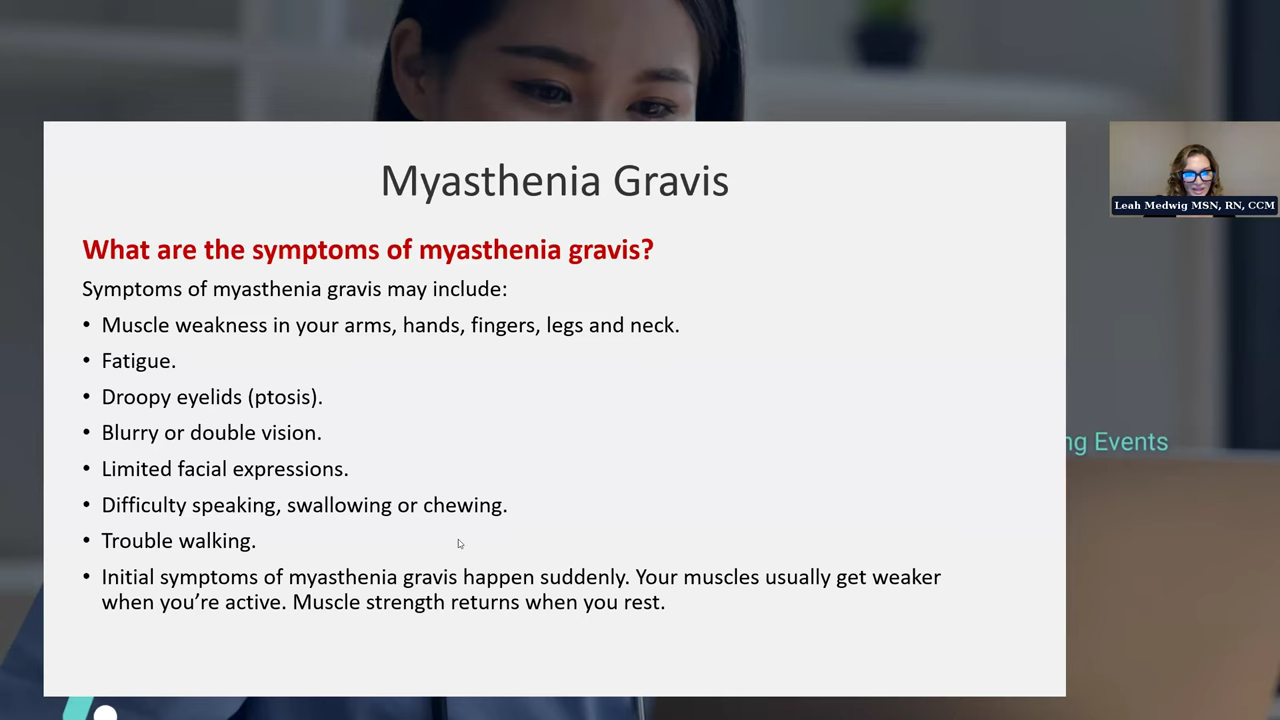 Myasthenia Gravis
What are the symptoms of myasthenia gravis?
Symptoms of myasthenia gravis may include:
• Muscle weakness in your arms, hands, fingers, legs and neck.
• Fatigue.
• Droopy eyelids (ptosis).
• Blurry or double vision.
• Limited facial expressions.
• Difficulty speaking, swallowing or chewing.
• Trouble walking.
• Initial symptoms of myasthenia gravis happen suddenly. Your muscles usually get weaker
when you’re active. Muscle strength returns when you rest.
Leah Medwig MSN, RN, CCM
Events